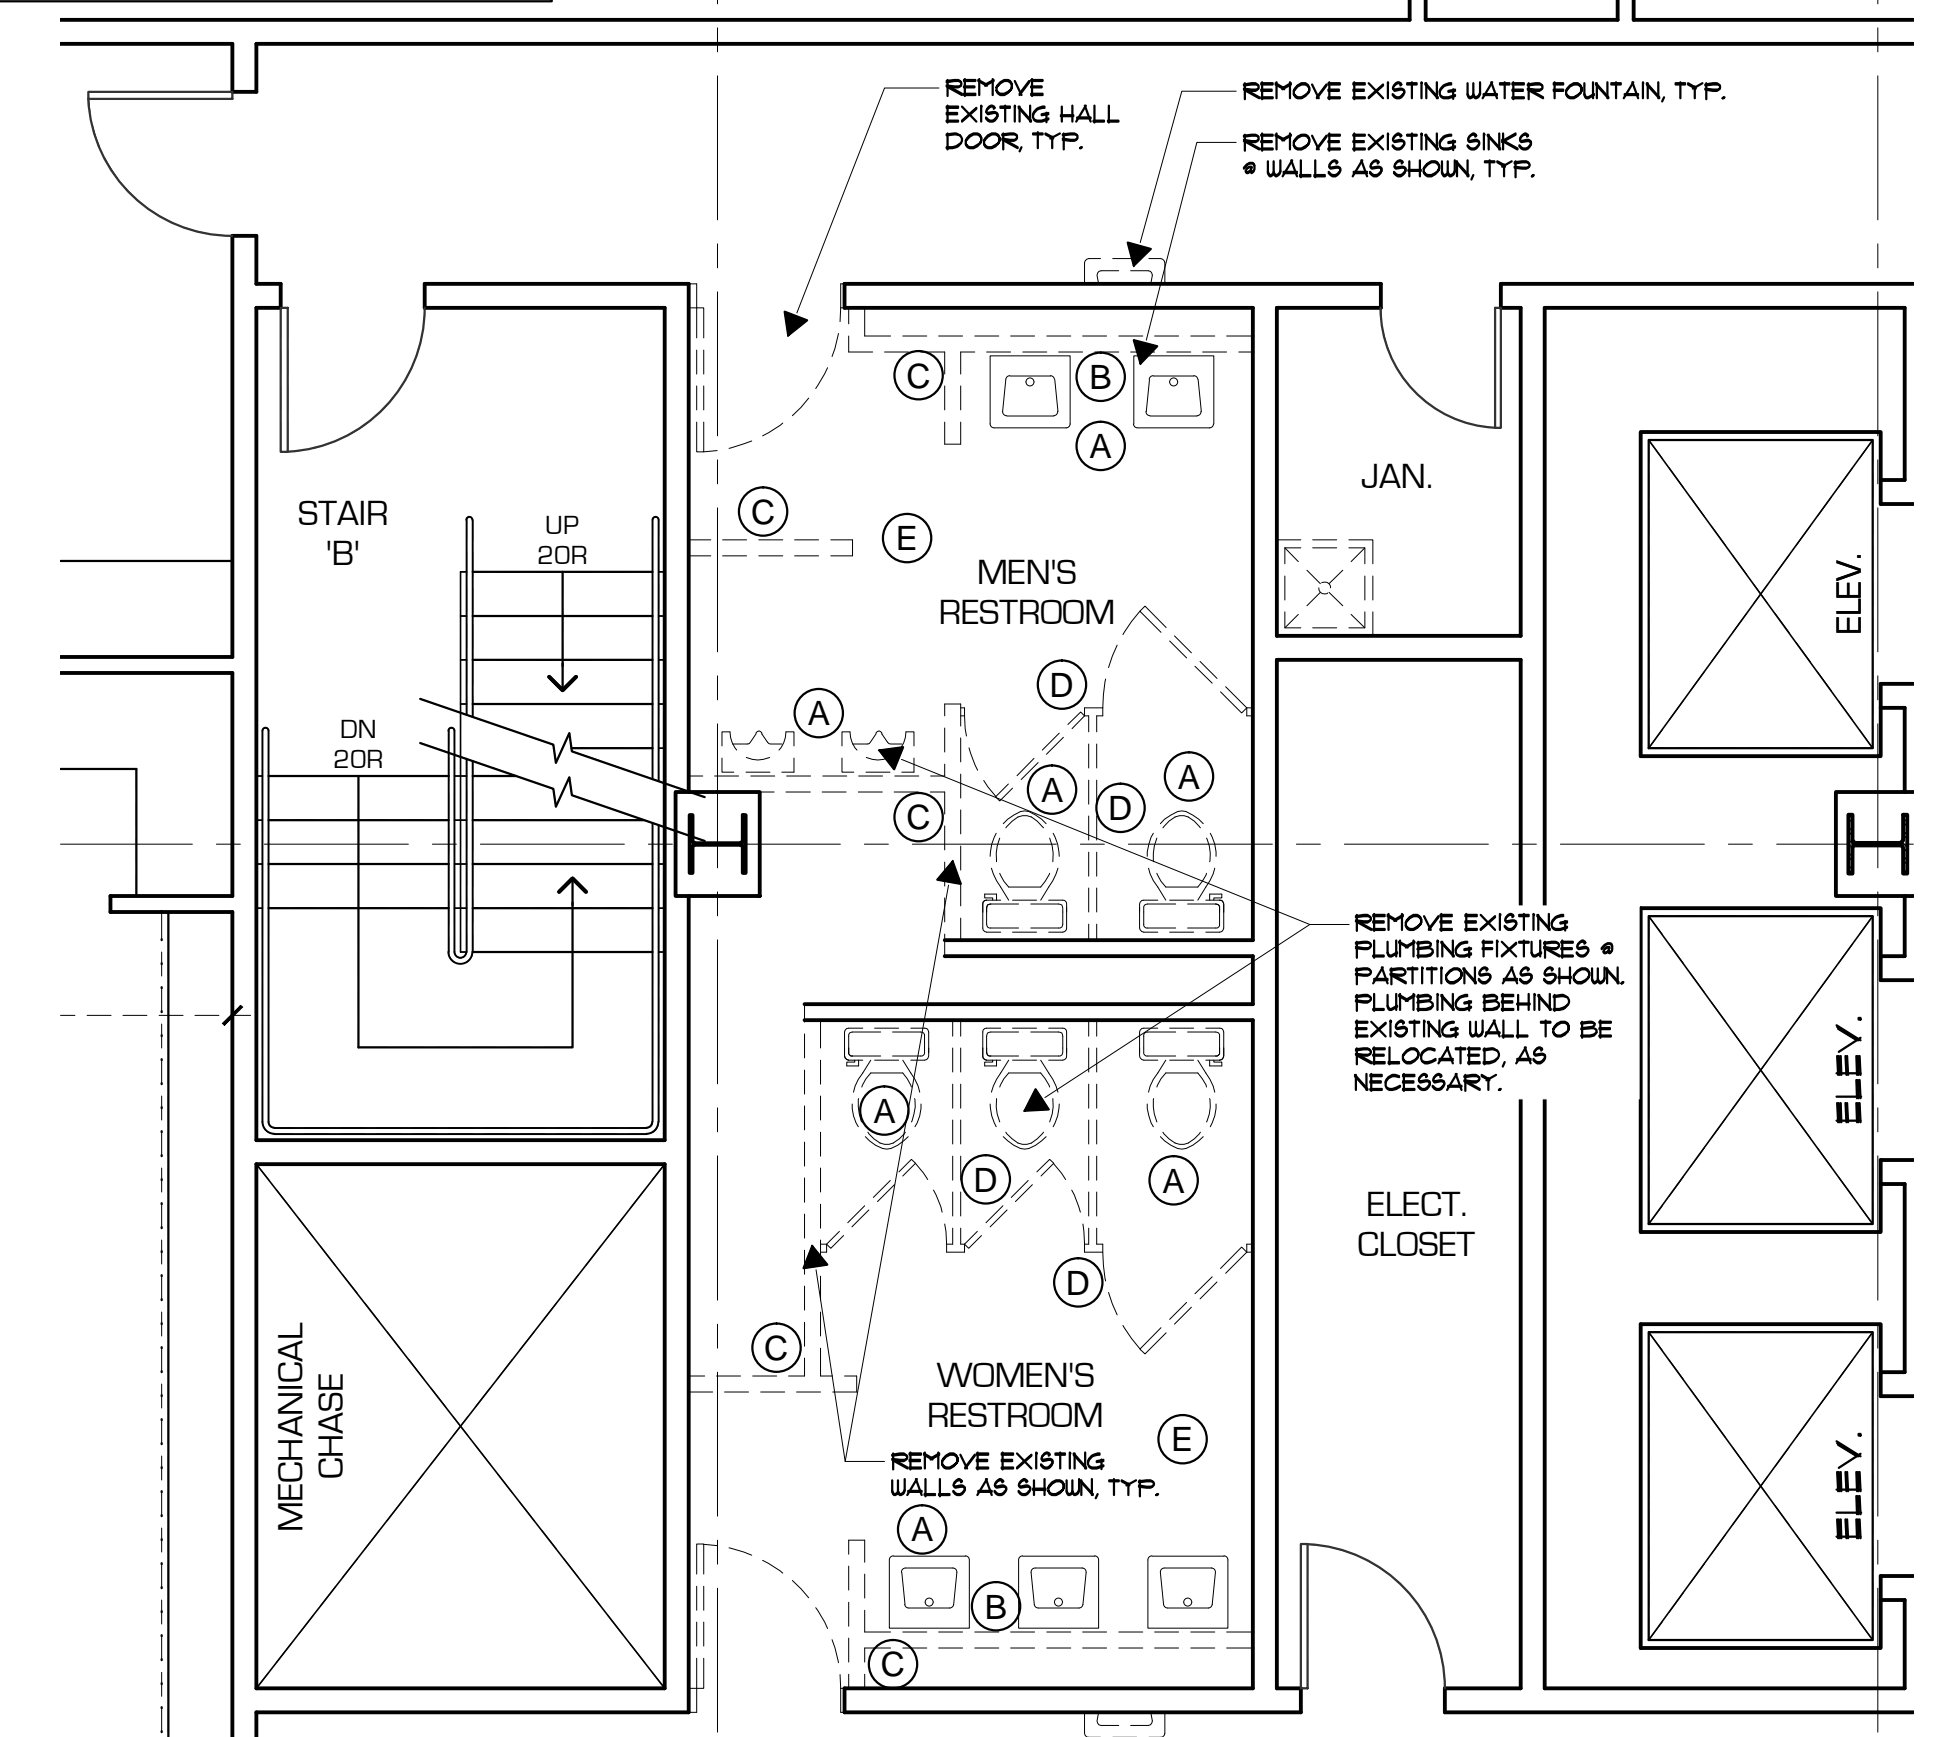 REMOVE
EXISTING HALL
DOOR, TYP.
REMOVE EXISTING WATER FOUNTAIN, TYP.
REMOVE EXISTING SINKS
@ WALLS AS SHOWN, TYP.
C
B
A
JAN.
STAIR
'B'
UP
20R
C
E
MEN'S
RESTROOM
ELEV.
D
A
DN
20R
A
A
D
C
REMOVE EXISTING
PLUMBING FIXTURES @
PARTITIONS AS SHOWN.
PLUMBING BEHIND
EXISTING WALL TO BE
RELOCATED, AS
NECESSARY.
ELEV.
A
D
A
ELECT.
CLOSET
D
C
WOMEN'S
RESTROOM
MECHANICAL
CHASE
E
REMOVE EXISTING
WALLS AS SHOWN, TYP.
ELEV.
A
B
C